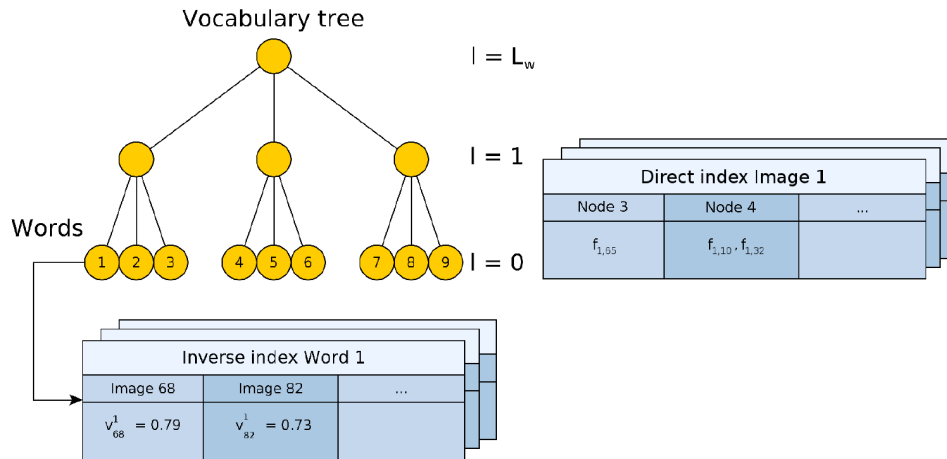 Vocabulary tree
l = L_w
l = 1
Direct index Image 1
Node 3 Node 4 ...
f_1,65 f_1,10, f_1,32
Words
1 2 3 4 5 6 7 8 9
l = 0
Inverse index Word 1
Image 68 Image 82 ...
v^1_68 = 0.79 v^1_82 = 0.73